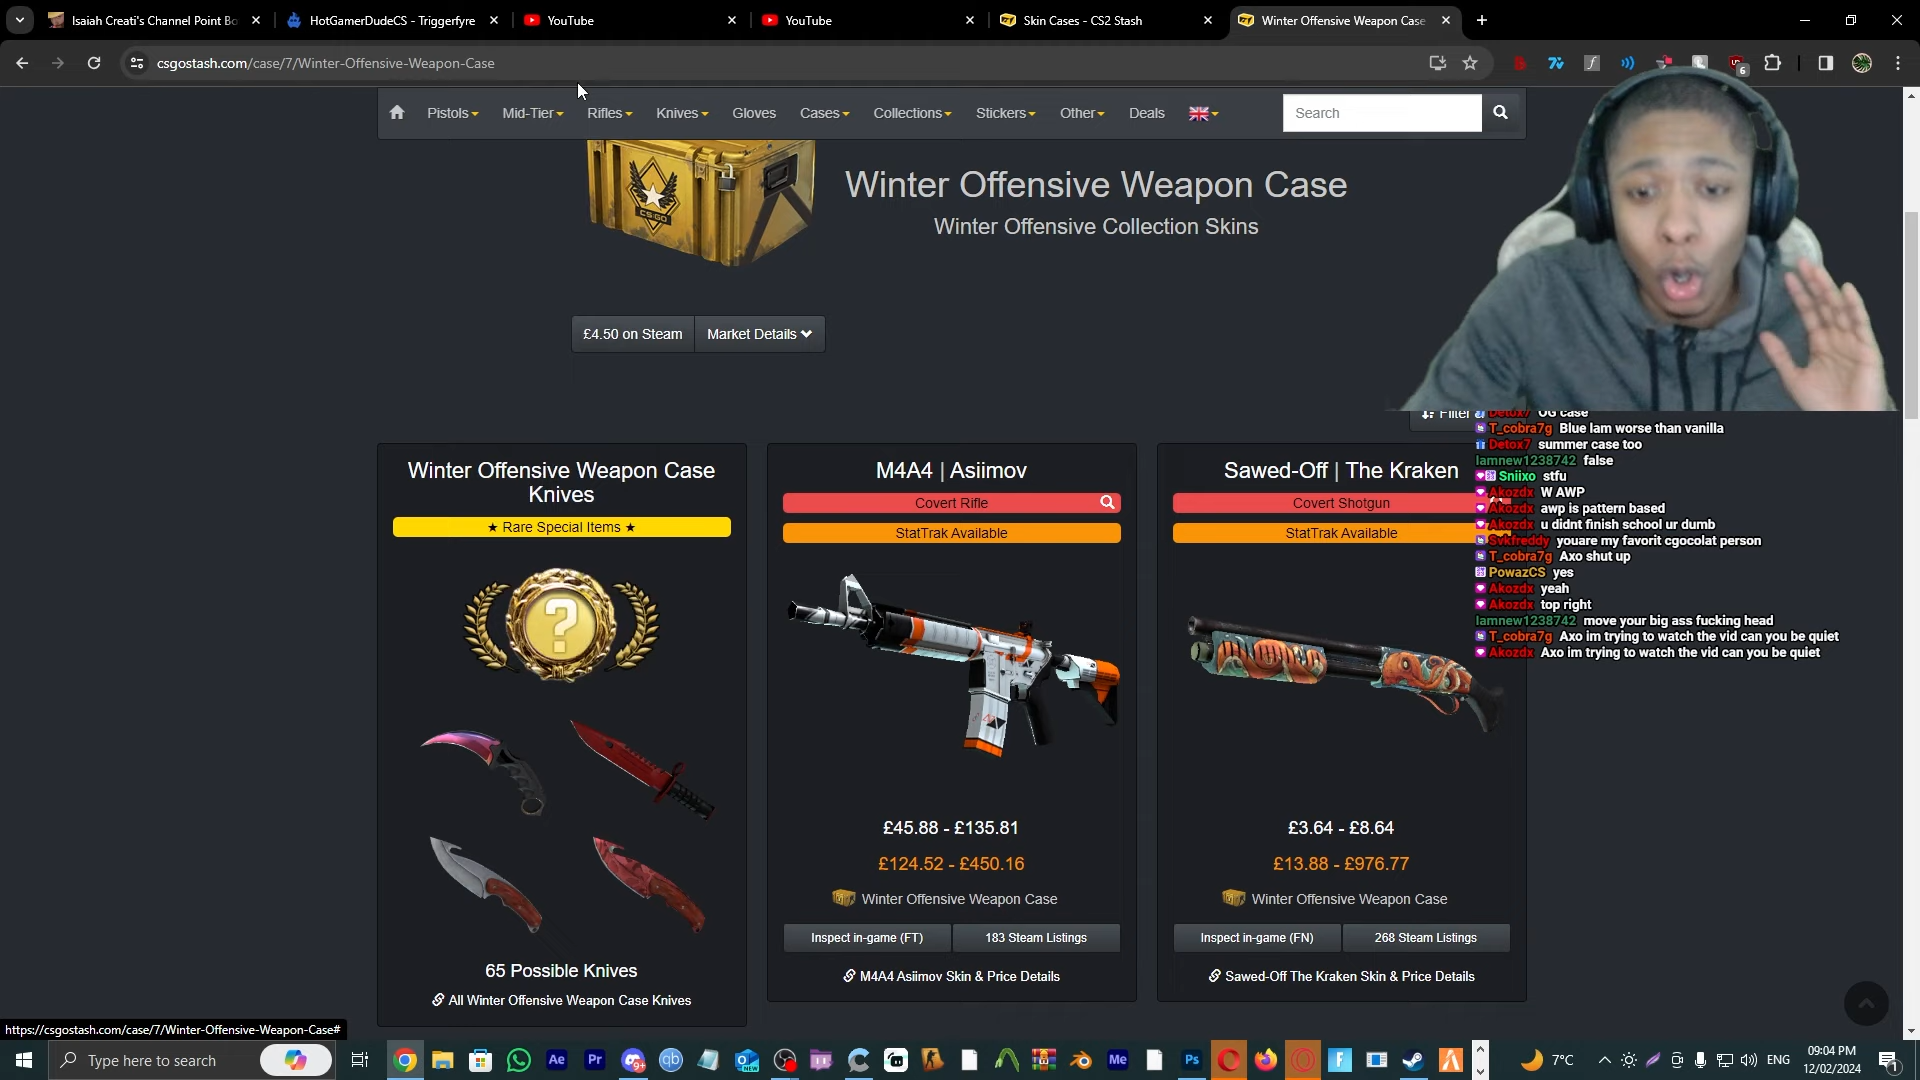 Isaiah Creati's Channel Point Bo
HotGamerDudeCS - Triggerfyre
YouTube
YouTube
Skin Cases - CS2 Stash
Winter Offensive Weapon Case
csgostash.com/case/7/Winter-Offensive-Weapon-Case
6
Pistols
Mid-Tier
Rifles
Knives
Gloves
Cases
Collections
Stickers
Other
Deals
Search
CS:GO
Winter Offensive Weapon Case
Winter Offensive Collection Skins
£4.50 on Steam
Market Details
Filter
Detox7 OG case
T_cobra7g Blue lam worse than vanilla
Detox7 summer case too
Iamnew1238742 false
Sniixo stfu
Akozdx W AWP
Akozdx awp is pattern based
Akozdx u didnt finish school ur dumb
Svkfreddy youare my favorit cgocolat person
T_cobra7g Axo shut up
PowazCS yes
Akozdx yeah
Akozdx top right
Iamnew1238742 move your big ass fucking head
T_cobra7g Axo im trying to watch the vid can you be quiet
Akozdx Axo im trying to watch the vid can you be quiet
Winter Offensive Weapon Case
Knives
★ Rare Special Items ★
?
65 Possible Knives
All Winter Offensive Weapon Case Knives
M4A4 | Asiimov
Covert Rifle
StatTrak Available
£45.88 - £135.81
£124.52 - £450.16
Winter Offensive Weapon Case
Inspect in-game (FT)
183 Steam Listings
M4A4 Asiimov Skin & Price Details
Sawed-Off | The Kraken
Covert Shotgun
StatTrak Available
£3.64 - £8.64
£13.88 - £976.77
Winter Offensive Weapon Case
Inspect in-game (FN)
268 Steam Listings
Sawed-Off The Kraken Skin & Price Details
https://csgostash.com/case/7/Winter-Offensive-Weapon-Case#
Type here to search
Ae
Pr
9+
qb
NEW
Me
Ps
F
7°C
ENG
09:04 PM
12/02/2024
1